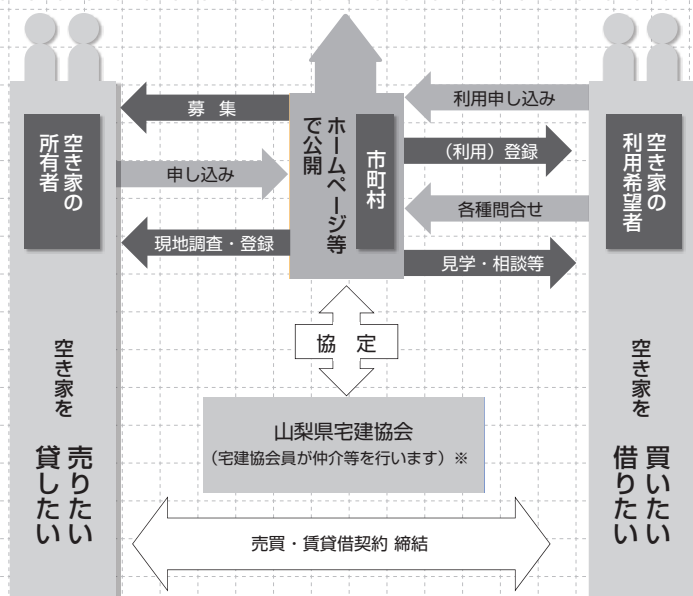 空き家の
所有者
空き家を
売りたい
貸したい
募 集
申し込み
現地調査・登録
ホームページ等
で公開
市町村
利用申し込み
（利用）登録
各種問合せ
見学・相談等
空き家の
利用希望者
空き家を
買いたい
借りたい
協 定
山梨県宅建協会
（宅建協会員が仲介等を行います）※
売買・賃貸借契約 締結